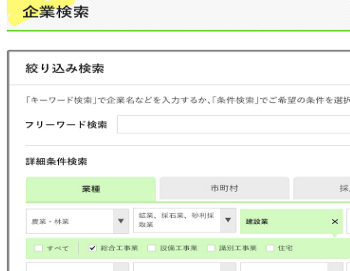 企業検索
絞り込み検索
「キーワード検索」で企業名などを入力するか、「条件検索」でご希望の条件を選択
フリーワード検索
詳細条件検索
業種 市町村
農業・林業 鉱業、採石業、砂利採取業 ▼ 建設業 ×
すべて 総合工事業 設備工事業 識別工事業 住宅